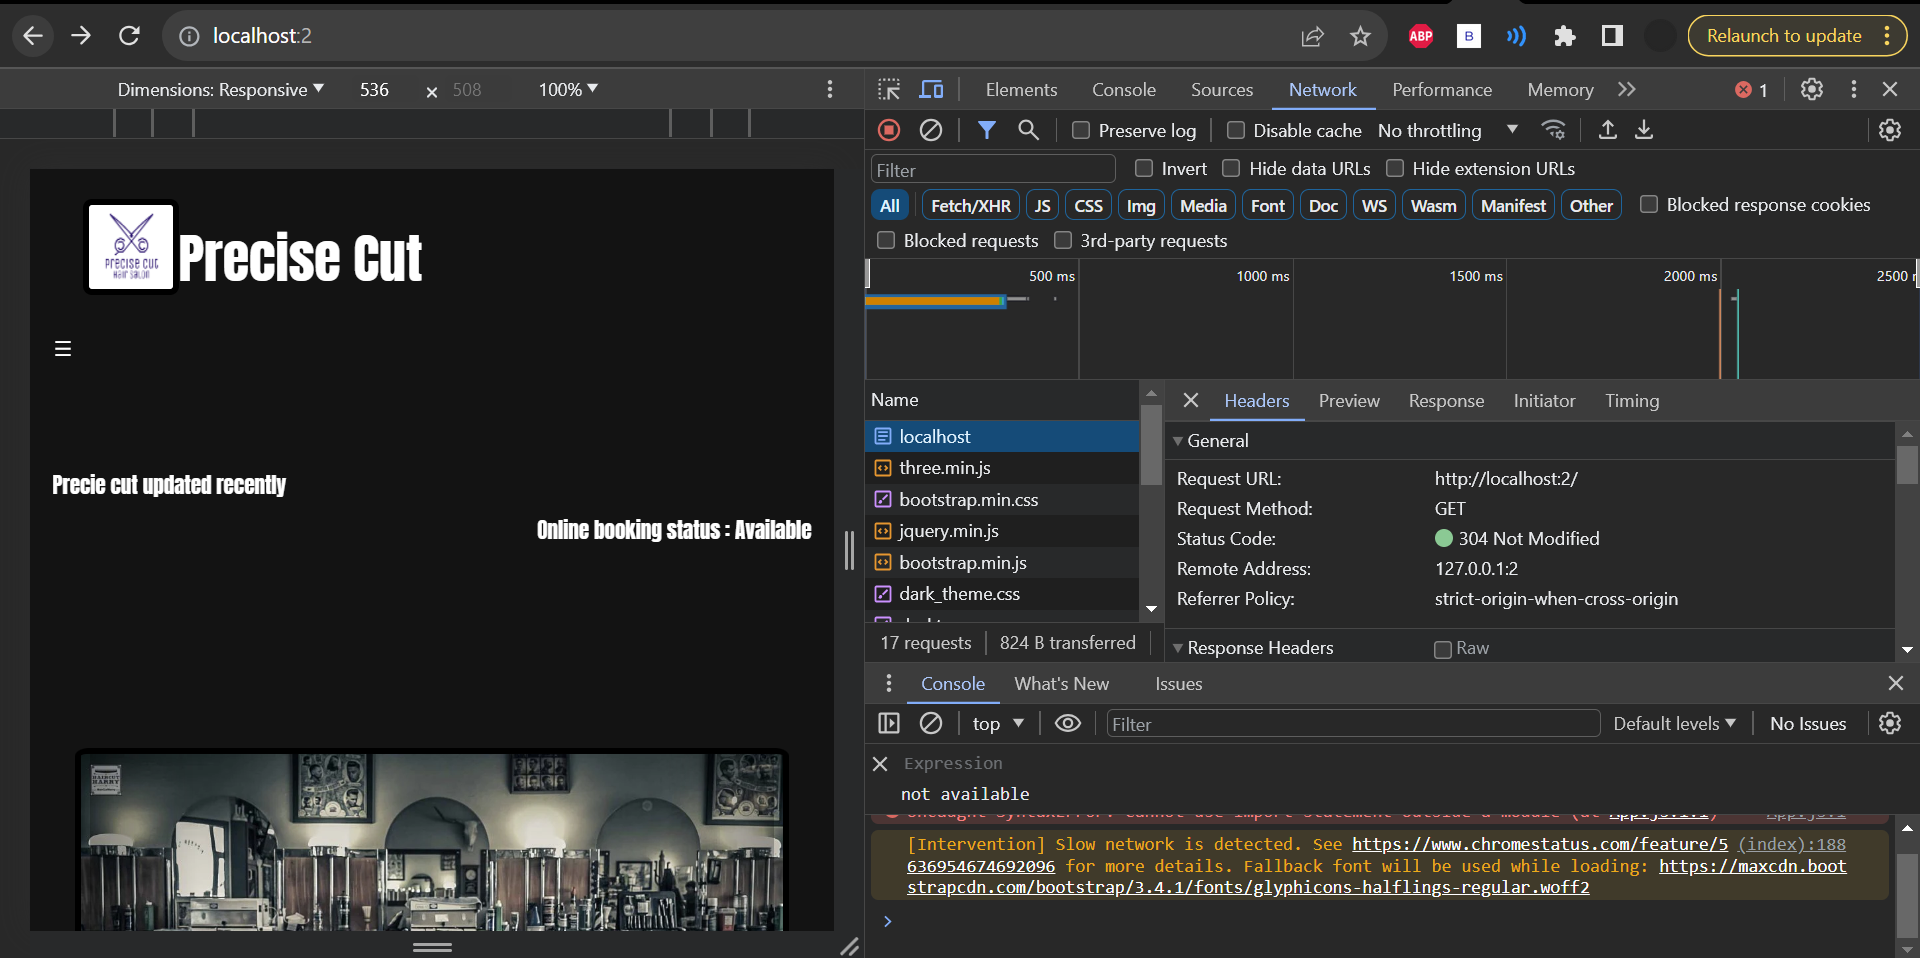 localhost:2
ABP
B
Relaunch to update
Dimensions: Responsive
536
×
508
100%
Elements
Console
Sources
Network
Performance
Memory
1
Preserve log
Disable cache
No throttling
Filter
Invert
Hide data URLs
Hide extension URLs
All
Fetch/XHR
JS
CSS
Img
Media
Font
Doc
WS
Wasm
Manifest
Other
Blocked response cookies
Blocked requests
3rd-party requests
500 ms
1000 ms
1500 ms
2000 ms
2500
PRECISE CUT
HAIR SALON
Precise Cut
Precie cut updated recently
Online booking status : Available
Name
localhost
three.min.js
bootstrap.min.css
jquery.min.js
bootstrap.min.js
dark_theme.css
17 requests
824 B transferred
Headers
Preview
Response
Initiator
Timing
General
Request URL:
http://localhost:2/
Request Method:
GET
Status Code:
304 Not Modified
Remote Address:
127.0.0.1:2
Referrer Policy:
strict-origin-when-cross-origin
Response Headers
Raw
Console
What's New
Issues
top
Filter
Default levels
No Issues
Expression
not available
[Intervention] Slow network is detected. See https://www.chromestatus.com/feature/5 (index):188
636954674692096 for more details. Fallback font will be used while loading: https://maxcdn.boot
strapcdn.com/bootstrap/3.4.1/fonts/glyphicons-halflings-regular.woff2